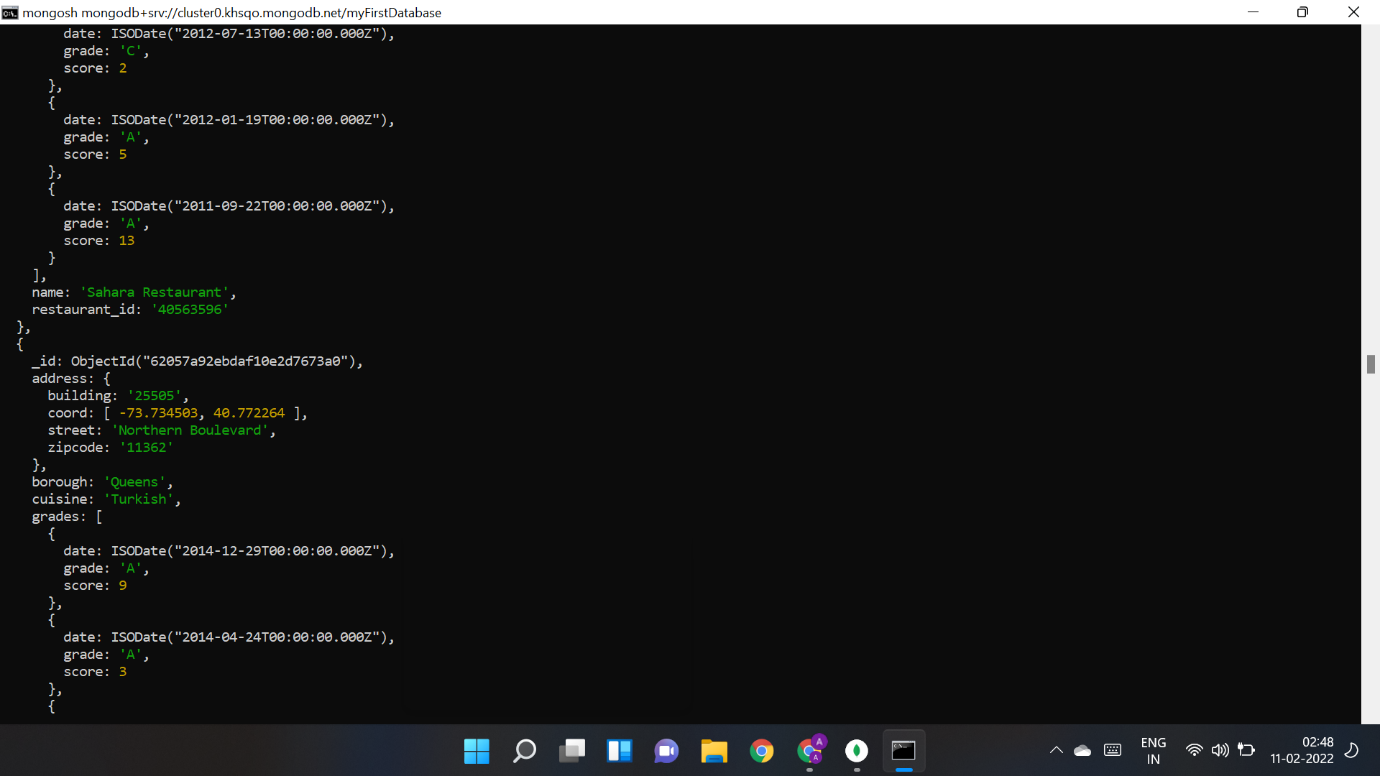 mongosh mongodb+srv://cluster0.khsqo.mongodb.net/myFirstDatabase
date: ISODate("2012-07-13T00:00:00.000Z"),
grade: 'C',
score: 2
},
{
date: ISODate("2012-01-19T00:00:00.000Z"),
grade: 'A',
score: 5
},
{
date: ISODate("2011-09-22T00:00:00.000Z"),
grade: 'A',
score: 13
}
],
name: 'Sahara Restaurant',
restaurant_id: '40563596'
},
{
_id: ObjectId("62057a92ebdaf10e2d7673a0"),
address: {
building: '25505',
coord: [ -73.734503, 40.772264 ],
street: 'Northern Boulevard',
zipcode: '11362'
},
borough: 'Queens',
cuisine: 'Turkish',
grades: [
{
date: ISODate("2014-12-29T00:00:00.000Z"),
grade: 'A',
score: 9
},
{
date: ISODate("2014-04-24T00:00:00.000Z"),
grade: 'A',
score: 3
},
{
A
A
ENG
IN
02:48
11-02-2022